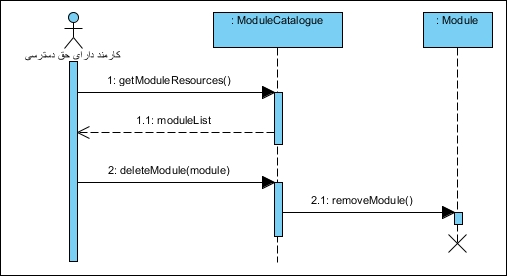 : ModuleCatalogue
: Module
کارمند دارای حق دسترسی
1: getModuleResources()
1.1: moduleList
2: deleteModule(module)
2.1: removeModule()